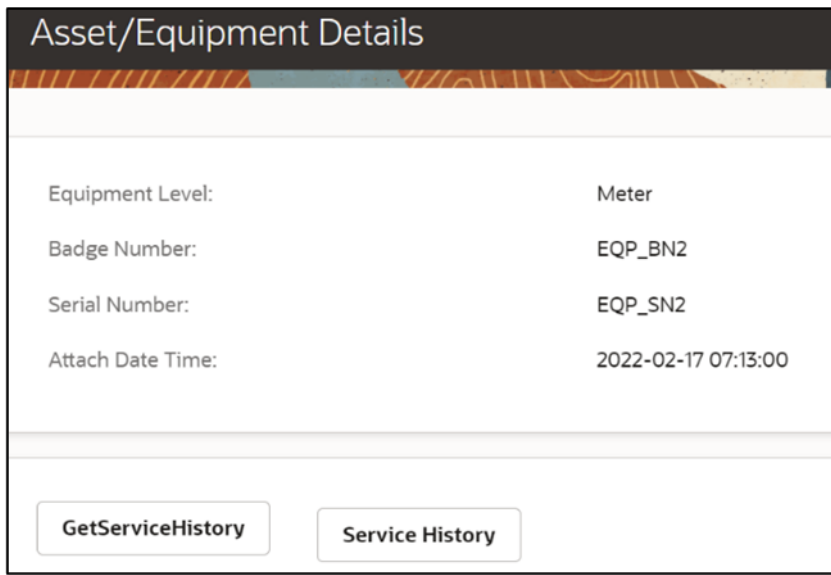 Asset/Equipment Details
Equipment Level: Meter
Badge Number: EQP_BN2
Serial Number: EQP_SN2
Attach Date Time: 2022-02-17 07:13:00
GetServiceHistory Service History